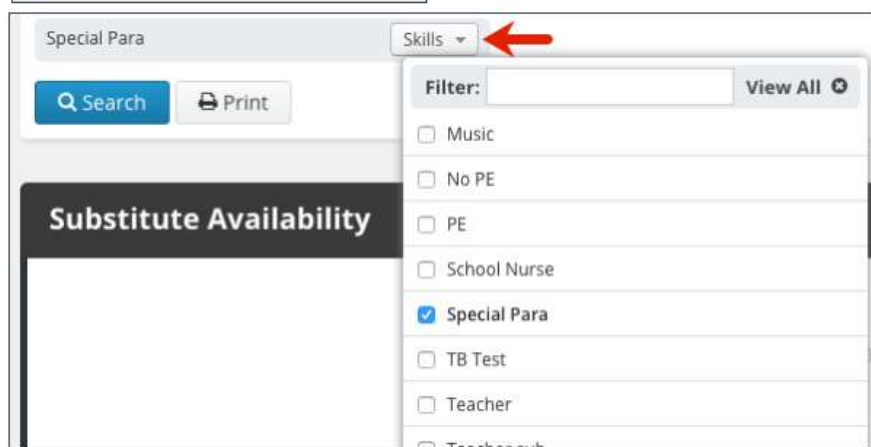 Special Para
Skills
Filter:
View All
Search
Print
Music
No PE
Substitute Availability
PE
School Nurse
Special Para
TB Test
Teacher